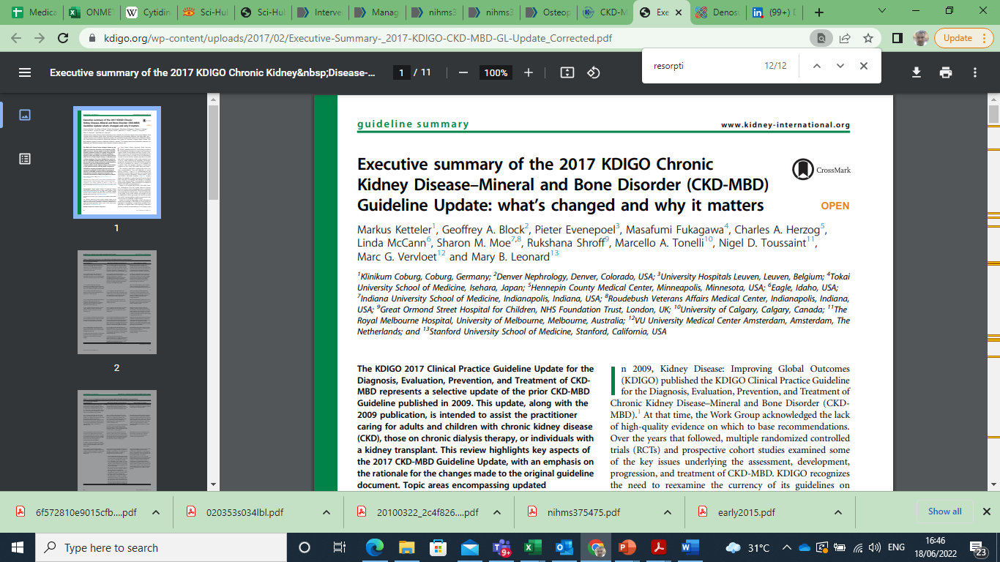 Medica
ONMET
Cytidin
Sci-Hul
Sci-Hul
Interve
Manag
nihms3
nihms3
Osteop
CKD-M
Exe
Denos
(99+) D
kdigo.org/wp-content/uploads/2017/02/Executive-Summary-_2017-KDIGO-CKD-MBD-GL-Update_Corrected.pdf
Update
Executive summary of the 2017 KDIGO Chronic Kidney&nbsp;Disease-...
1 / 11
100%
resorpti
12/12
1
2
guideline summary
www.kidney-international.org
Executive summary of the 2017 KDIGO Chronic
Kidney Disease–Mineral and Bone Disorder (CKD-MBD)
Guideline Update: what's changed and why it matters
CrossMark
OPEN
Markus Ketteler1, Geoffrey A. Block2, Pieter Evenepoel3, Masafumi Fukagawa4, Charles A. Herzog5,
Linda McCann6, Sharon M. Moe7,8, Rukshana Shroff9, Marcello A. Tonelli10, Nigel D. Toussaint11,
Marc G. Vervloet12 and Mary B. Leonard13
1Klinikum Coburg, Coburg, Germany; 2Denver Nephrology, Denver, Colorado, USA; 3University Hospitals Leuven, Leuven, Belgium; 4Tokai
University School of Medicine, Isehara, Japan; 5Hennepin County Medical Center, Minneapolis, Minnesota, USA; 6Eagle, Idaho, USA;
7Indiana University School of Medicine, Indianapolis, Indiana, USA; 8Roudebush Veterans Affairs Medical Center, Indianapolis, Indiana,
USA; 9Great Ormond Street Hospital for Children, NHS Foundation Trust, London, UK; 10University of Calgary, Calgary, Canada; 11The
Royal Melbourne Hospital, University of Melbourne, Melbourne, Australia; 12VU University Medical Center Amsterdam, Amsterdam, The
Netherlands; and 13Stanford University School of Medicine, Stanford, California, USA
The KDIGO 2017 Clinical Practice Guideline Update for the
Diagnosis, Evaluation, Prevention, and Treatment of CKD-
MBD represents a selective update of the prior CKD-MBD
Guideline published in 2009. This update, along with the
2009 publication, is intended to assist the practitioner
caring for adults and children with chronic kidney disease
(CKD), those on chronic dialysis therapy, or individuals with
a kidney transplant. This review highlights key aspects of
the 2017 CKD-MBD Guideline Update, with an emphasis on
the rationale for the changes made to the original guideline
document. Topic areas encompassing updated
In 2009, Kidney Disease: Improving Global Outcomes
(KDIGO) published the KDIGO Clinical Practice Guideline
for the Diagnosis, Evaluation, Prevention, and Treatment of
Chronic Kidney Disease–Mineral and Bone Disorder (CKD-
MBD).1 At that time, the Work Group acknowledged the lack
of high-quality evidence on which to base recommendations.
Over the years that followed, multiple randomized controlled
trials (RCTs) and prospective cohort studies examined some
of the key issues underlying the assessment, development,
progression, and treatment of CKD-MBD. KDIGO recognizes
the need to reexamine the currency of its guidelines on
6f572810e9015cfb....pdf
020353s034lbl.pdf
20100322_2c4f826....pdf
nihms375475.pdf
early2015.pdf
Show all
Type here to search
9+
31°C
ENG
16:46
18/06/2022
23